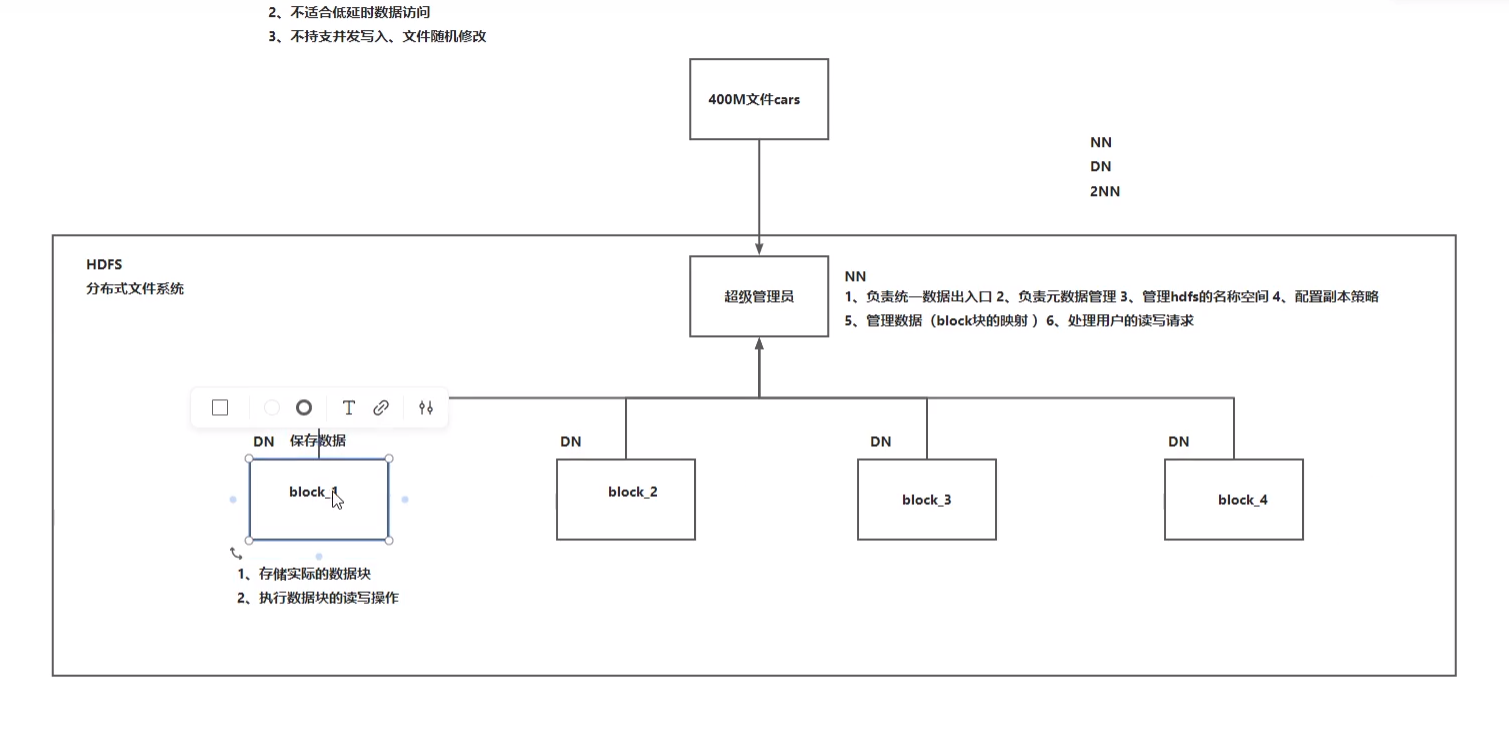 2、不适合低延时数据访问
3、不持支并发写入、文件随机修改
400M文件cars
NN
DN
2NN
HDFS
分布式文件系统
超级管理员
NN
1、负责统一数据出入口 2、负责元数据管理 3、管理hdfs的名称空间 4、配置副本策略
5、管理数据（block块的映射 ）6、处理用户的读写请求
T
DN 保存数据
DN
DN
DN
block_1
block_2
block_3
block_4
1、存储实际的数据块
2、执行数据块的读写操作